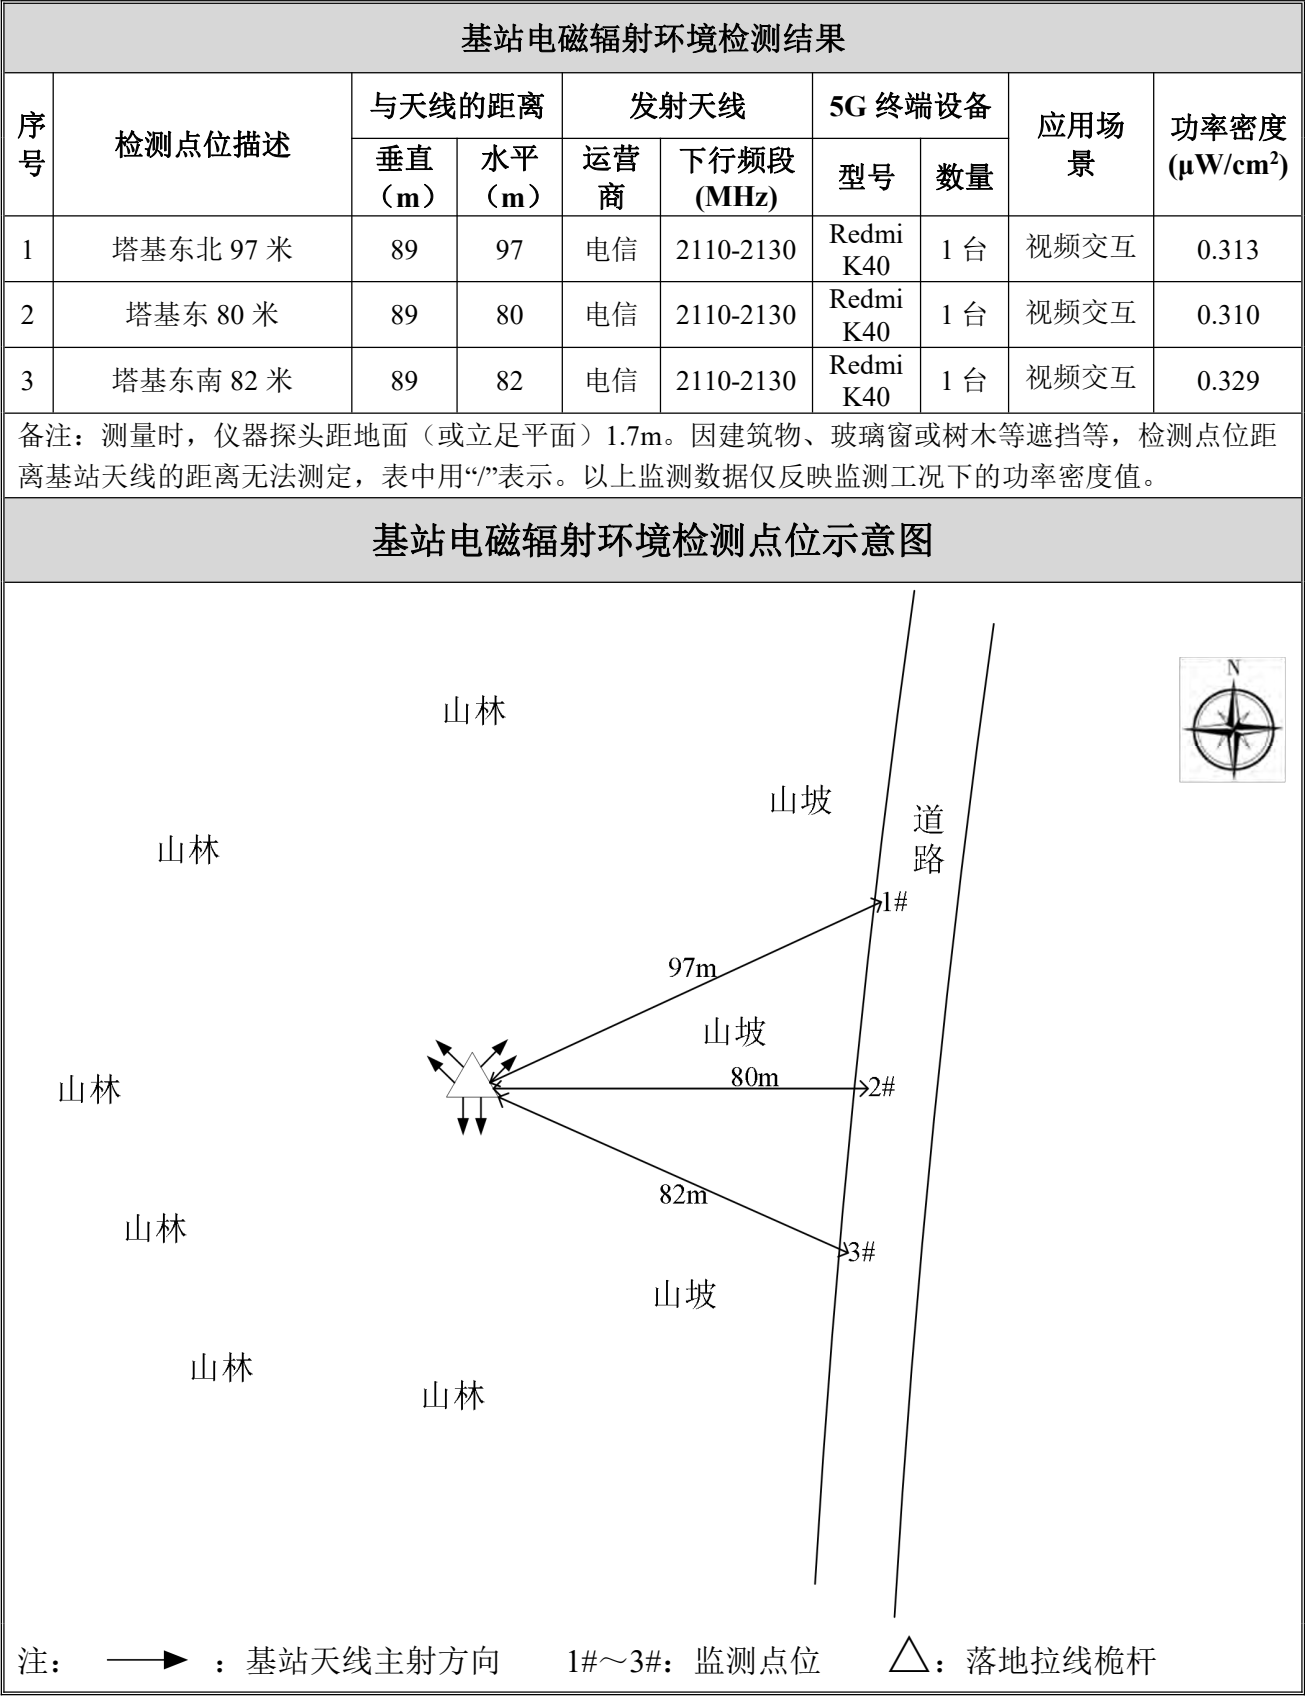 基站电磁辐射环境检测结果
序号 检测点位描述 与天线的距离 发射天线 5G 终端设备 应用场景 功率密度 (μW/cm²)
垂直（m） 水平（m） 运营商 下行频段 (MHz) 型号 数量
1 塔基东北 97 米 89 97 电信 2110-2130 Redmi K40 1 台 视频交互 0.313
2 塔基东 80 米 89 80 电信 2110-2130 Redmi K40 1 台 视频交互 0.310
3 塔基东南 82 米 89 82 电信 2110-2130 Redmi K40 1 台 视频交互 0.329
备注：测量时，仪器探头距地面（或立足平面）1.7m。因建筑物、玻璃窗或树木等遮挡等，检测点位距
离基站天线的距离无法测定，表中用“/”表示。以上监测数据仅反映监测工况下的功率密度值。
基站电磁辐射环境检测点位示意图
N
山林
山坡
道路
山林
1#
97m
山坡
80m
2#
山林
82m
山林
3#
山坡
山林
山林
注： ：基站天线主射方向 1#～3#：监测点位 ：落地拉线桅杆